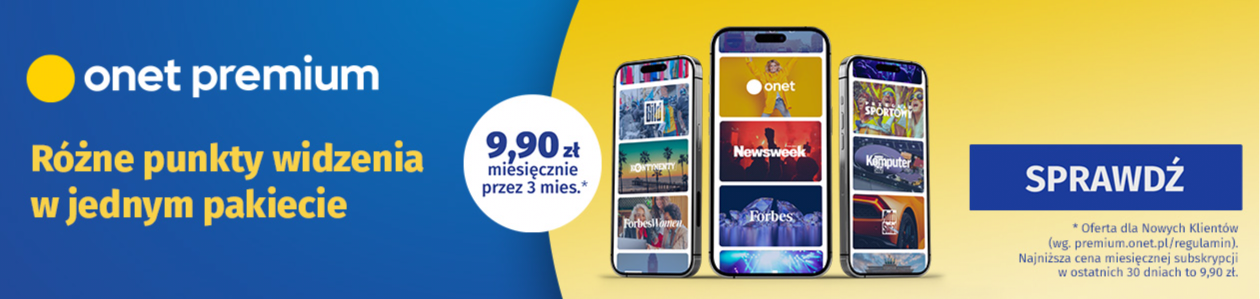 onet premium
Różne punkty widzenia
w jednym pakiecie
9,90 zł
miesięcznie
przez 3 mies.*
Bild
KONTYNENTY
ForbesWomen
onet
Newsweek
Forbes
PRZEGLĄD
SPORTOWY
Komputer
SPRAWDŹ
* Oferta dla Nowych Klientów
(wg. premium.onet.pl/regulamin).
Najniższa cena miesięcznej subskrypcji
w ostatnich 30 dniach to 9,90 zł.